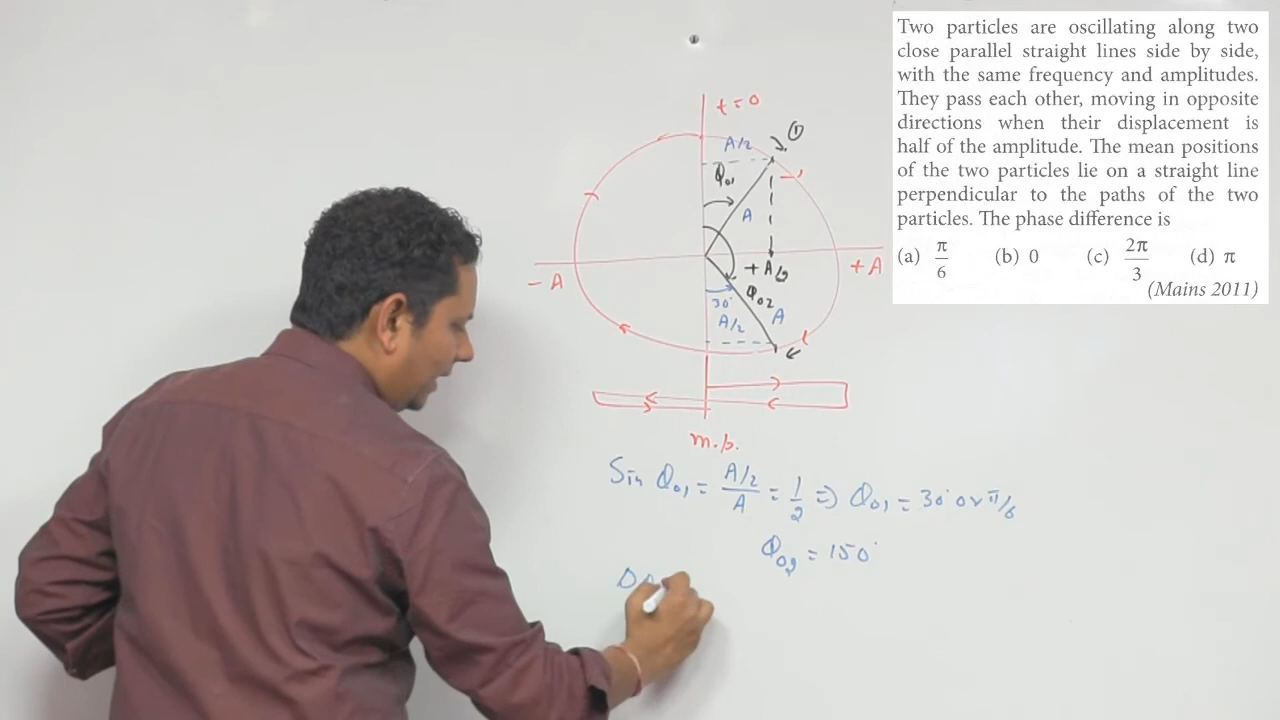 Two particles are oscillating along two
close parallel straight lines side by side,
with the same frequency and amplitudes.
They pass each other, moving in opposite
directions when their displacement is
half of the amplitude. The mean positions
of the two particles lie on a straight line
perpendicular to the paths of the two
particles. The phase difference is
(a) π/6 (b) 0 (c) 2π/3 (d) π
(Mains 2011)
t = 0
①
A/2
Φ01
A
+A/2
- A
+A
Φ02
30°
A/2
A
m.p.
Sin Φ01 = A/2 / A = 1/2 ⇒ Φ01 = 30° or π/6
Φ02 = 150°